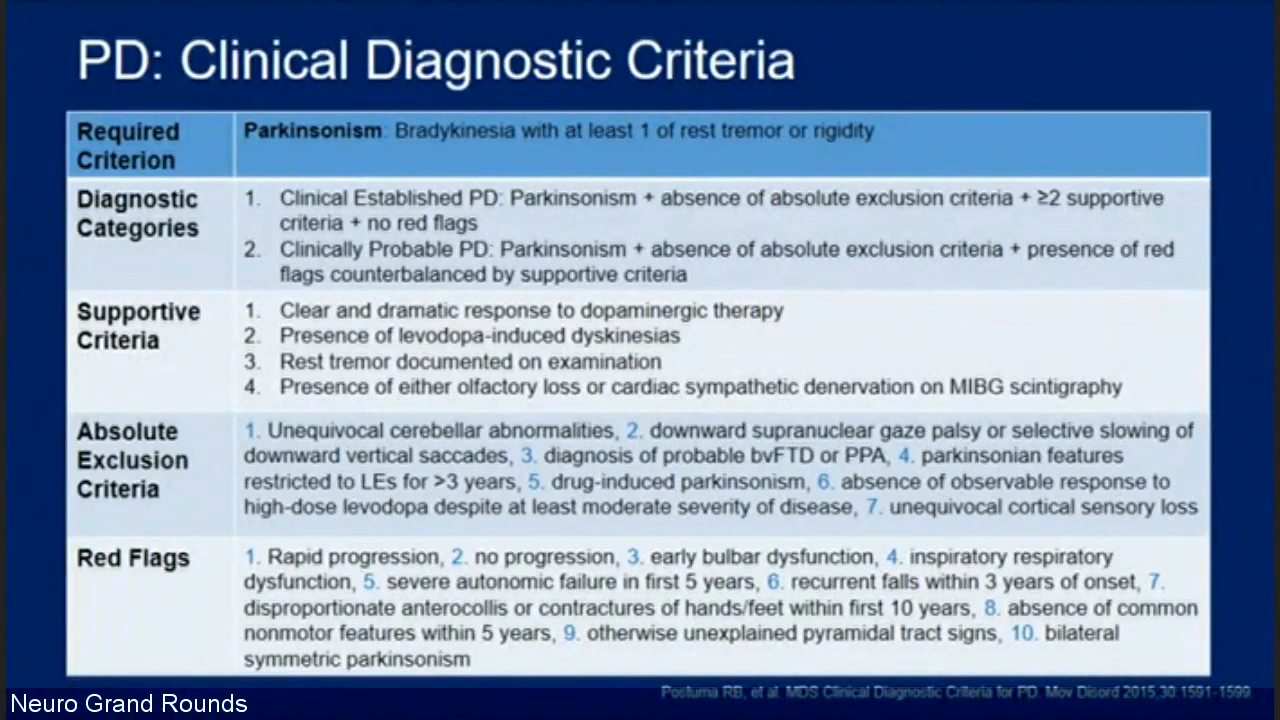 PD: Clinical Diagnostic Criteria
Required Criterion
Parkinsonism: Bradykinesia with at least 1 of rest tremor or rigidity
Diagnostic Categories
1. Clinical Established PD: Parkinsonism + absence of absolute exclusion criteria + ≥2 supportive
criteria + no red flags
2. Clinically Probable PD: Parkinsonism + absence of absolute exclusion criteria + presence of red
flags counterbalanced by supportive criteria
Supportive Criteria
1. Clear and dramatic response to dopaminergic therapy
2. Presence of levodopa-induced dyskinesias
3. Rest tremor documented on examination
4. Presence of either olfactory loss or cardiac sympathetic denervation on MIBG scintigraphy
Absolute Exclusion Criteria
1. Unequivocal cerebellar abnormalities, 2. downward supranuclear gaze palsy or selective slowing of
downward vertical saccades, 3. diagnosis of probable bvFTD or PPA, 4. parkinsonian features
restricted to LEs for >3 years, 5. drug-induced parkinsonism, 6. absence of observable response to
high-dose levodopa despite at least moderate severity of disease, 7. unequivocal cortical sensory loss
Red Flags
1. Rapid progression, 2. no progression, 3. early bulbar dysfunction, 4. inspiratory respiratory
dysfunction, 5. severe autonomic failure in first 5 years, 6. recurrent falls within 3 years of onset, 7.
disproportionate anterocollis or contractures of hands/feet within first 10 years, 8. absence of common
nonmotor features within 5 years, 9. otherwise unexplained pyramidal tract signs, 10. bilateral
symmetric parkinsonism
Postuma RB, et al. MDS Clinical Diagnostic Criteria for PD. Mov Disord 2015;30:1591-1599.
Neuro Grand Rounds